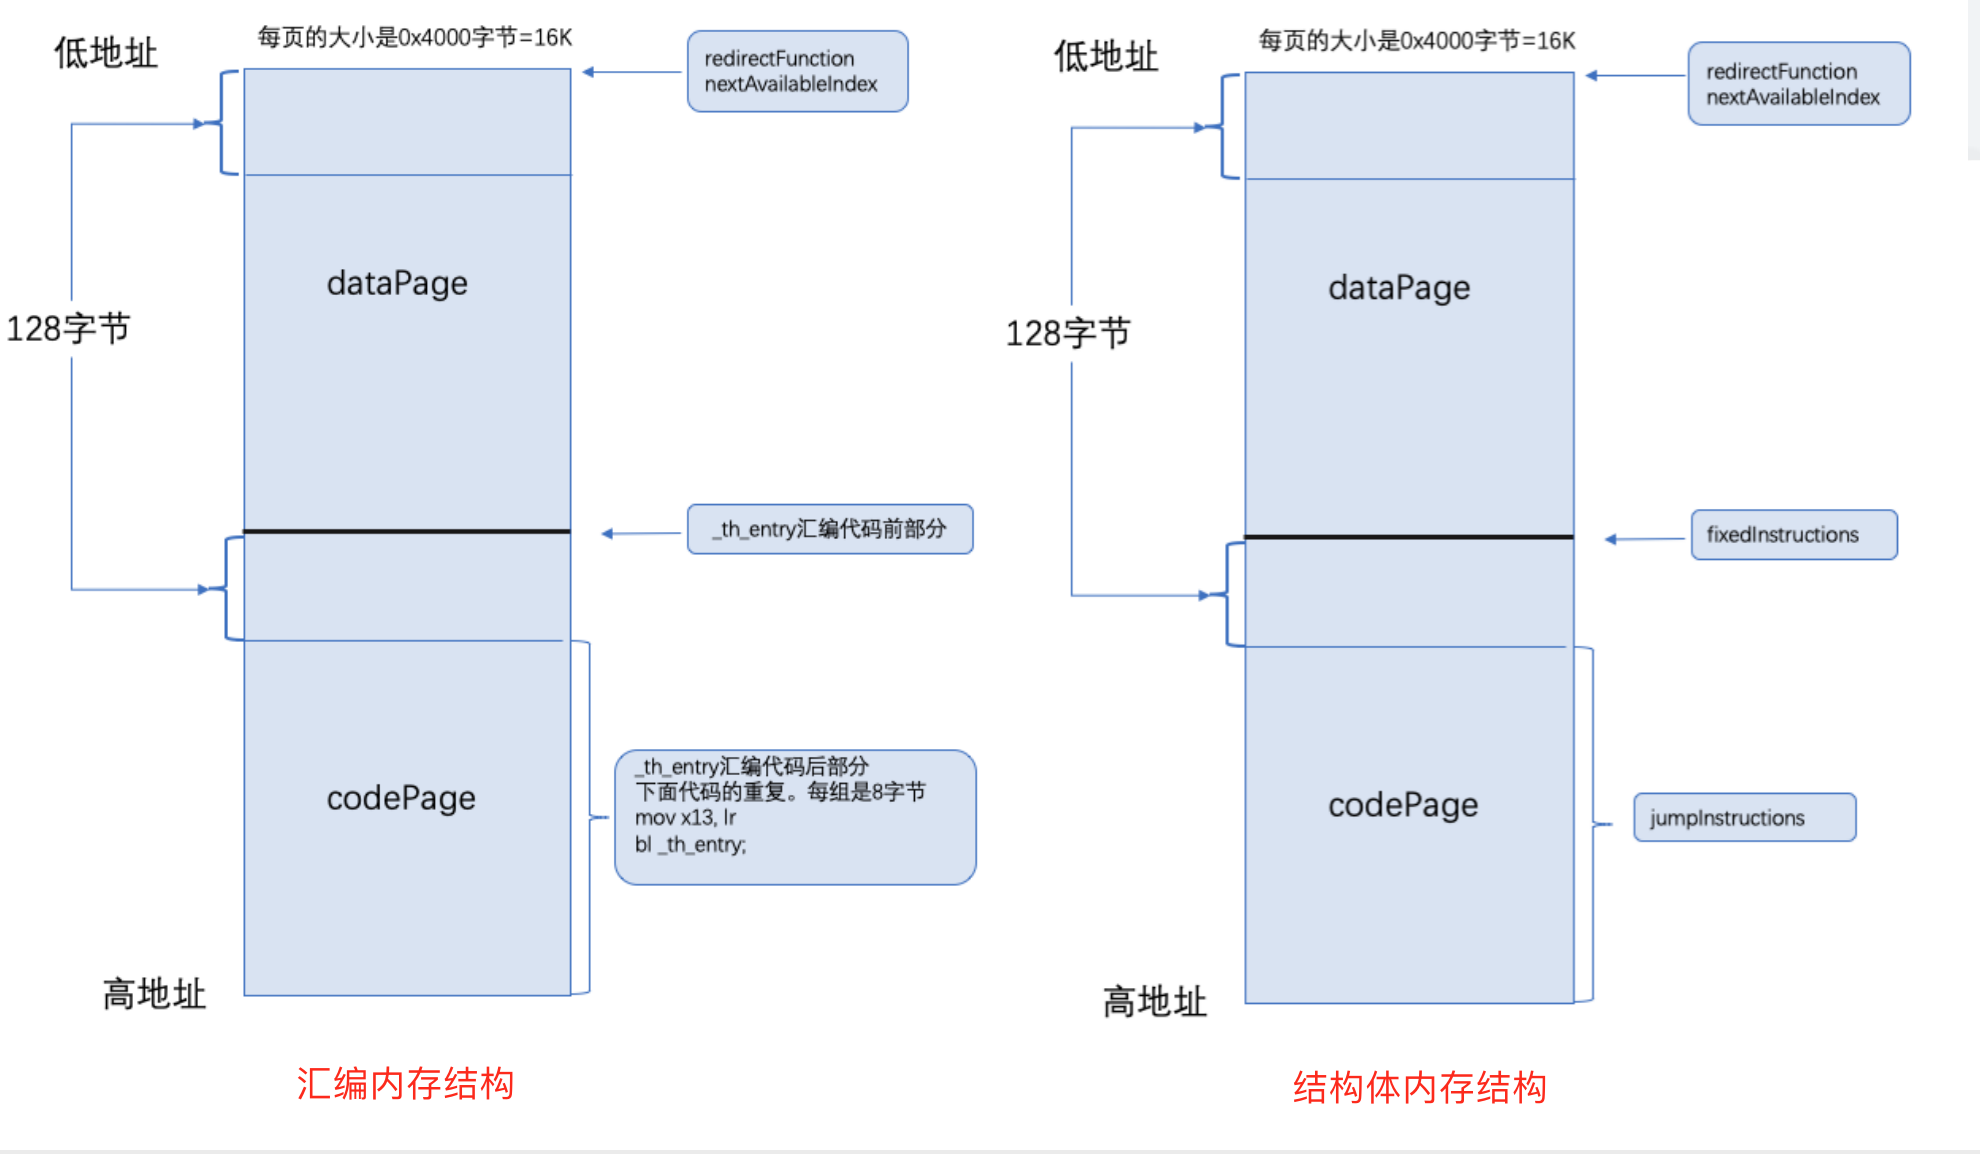 低地址
每页的大小是0x4000字节=16K
redirectFunction
nextAvailableIndex
dataPage
128字节
_th_entry汇编代码前部分
_th_entry汇编代码后部分
下面代码的重复。每组是8字节
mov x13, lr
bl _th_entry;
codePage
高地址
汇编内存结构
低地址
每页的大小是0x4000字节=16K
redirectFunction
nextAvailableIndex
dataPage
128字节
fixedInstructions
codePage
jumpInstructions
高地址
结构体内存结构